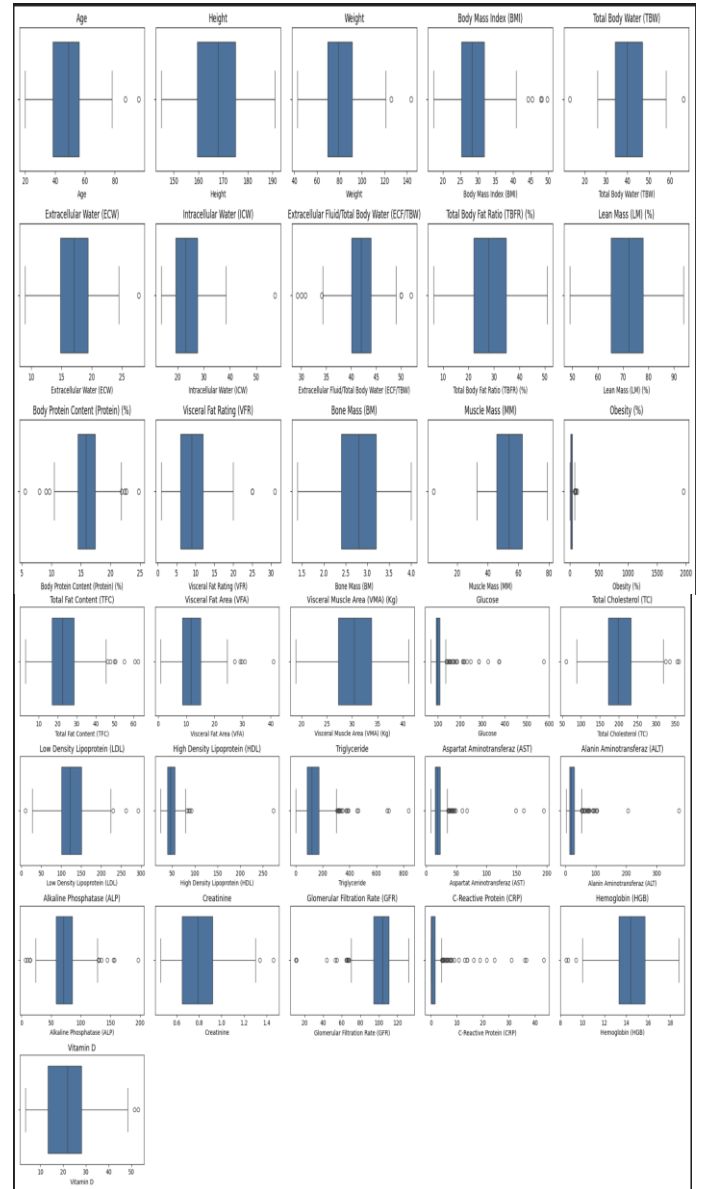 Age Height Weight Body Mass Index (BMI) Total Body Water (TBW)
20 40 60 80 150 160 170 180 190 40 60 80 100 120 140 15 20 25 30 35 40 45 50 20 30 40 50 60
Age Height Weight Body Mass Index (BMI) Total Body Water (TBW)
Extracellular Water (ECW) Intracellular Water (ICW) Extracellular Fluid/Total Body Water (ECF/TBW) Total Body Fat Ratio (TBFR) (%) Lean Mass (LM) (%)
10 15 20 25 20 30 40 50 30 35 40 45 50 10 20 30 40 50 50 60 70 80 90
Extracellular Water (ECW) Intracellular Water (ICW) Extracellular Fluid/Total Body Water (ECF/TBW) Total Body Fat Ratio (TBFR) (%) Lean Mass (LM) (%)
Body Protein Content (Protein) (%) Visceral Fat Rating (VFR) Bone Mass (BM) Muscle Mass (MM) Obesity (%)
5 10 15 20 25 0 5 10 15 20 25 30 1.5 2.0 2.5 3.0 3.5 4.0 20 40 60 80 0 500 1000 1500 2000
Body Protein Content (Protein) (%) Visceral Fat Rating (VFR) Bone Mass (BM) Muscle Mass (MM) Obesity (%)
Total Fat Content (TFC) Visceral Fat Area (VFA) Visceral Muscle Area (VMA) (Kg) Glucose Total Cholesterol (TC)
10 20 30 40 50 60 0 10 20 30 40 20 25 30 35 40 100 200 300 400 500 600 50 100 150 200 250 300 350
Total Fat Content (TFC) Visceral Fat Area (VFA) Visceral Muscle Area (VMA) (Kg) Glucose Total Cholesterol (TC)
Low Density Lipoprotein (LDL) High Density Lipoprotein (HDL) Triglyceride Aspartat Aminotransferaz (AST) Alanin Aminotransferaz (ALT)
0 50 100 150 200 250 300 50 100 150 200 250 0 200 400 600 800 0 50 100 150 200 0 100 200 300
Low Density Lipoprotein (LDL) High Density Lipoprotein (HDL) Triglyceride Aspartat Aminotransferaz (AST) Alanin Aminotransferaz (ALT)
Alkaline Phosphatase (ALP) Creatinine Glomerular Filtration Rate (GFR) C-Reactive Protein (CRP) Hemoglobin (HGB)
0 50 100 150 200 0.6 0.8 1.0 1.2 1.4 20 40 60 80 100 120 0 10 20 30 40 8 10 12 14 16 18
Alkaline Phosphatase (ALP) Creatinine Glomerular Filtration Rate (GFR) C-Reactive Protein (CRP) Hemoglobin (HGB)
Vitamin D
10 20 30 40 50
Vitamin D